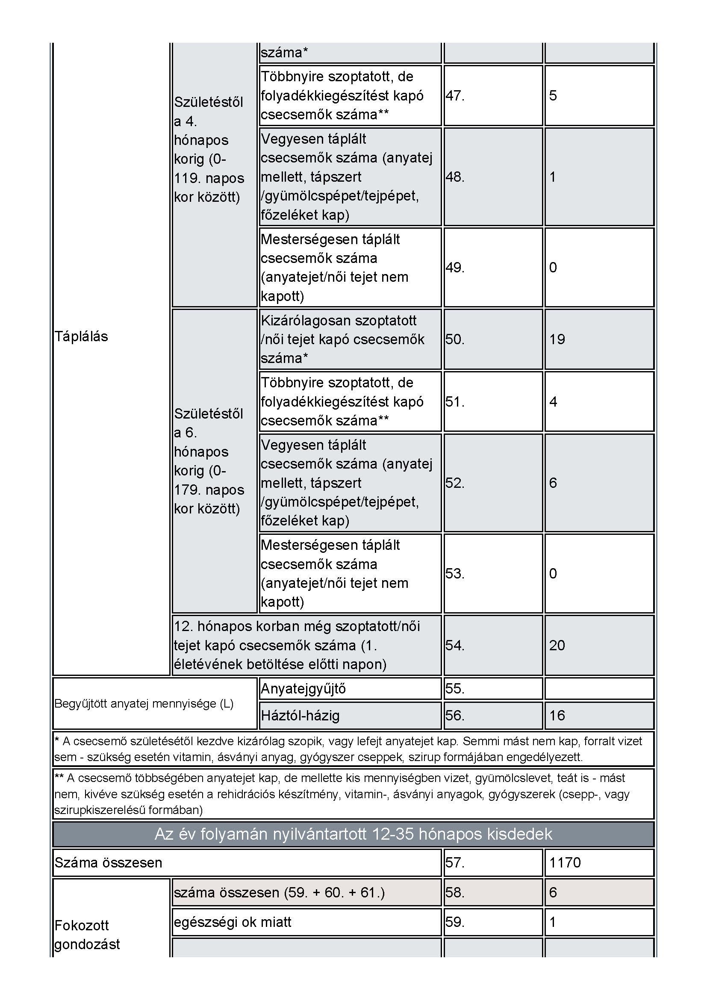 száma*
Többnyire szoptatott, de
folyadékkiegészítést kapó
csecsemők száma**
47.
5
Születéstől
a 4.
hónapos
korig (0-
119. napos
kor között)
Vegyesen táplált
csecsemők száma (anyatej
mellett, tápszert
/gyümölcspépet/tejpépet,
főzeléket kap)
48.
1
Mesterségesen táplált
csecsemők száma
(anyatejet/női tejet nem
kapott)
49.
0
Táplálás
Kizárólagosan szoptatott
/női tejet kapó csecsemők
száma*
50.
19
Születéstől
a 6.
hónapos
korig (0-
179. napos
kor között)
Többnyire szoptatott, de
folyadékkiegészítést kapó
csecsemők száma**
51.
4
Vegyesen táplált
csecsemők száma (anyatej
mellett, tápszert
/gyümölcspépet/tejpépet,
főzeléket kap)
52.
6
Mesterségesen táplált
csecsemők száma
(anyatejet/női tejet nem
kapott)
53.
0
12. hónapos korban még szoptatott/női
tejet kapó csecsemők száma (1.
életévének betöltése előtti napon)
54.
20
Begyűjtött anyatej mennyisége (L)
Anyatejgyűjtő
55.
Háztól-házig
56.
16
* A csecsemő születésétől kezdve kizárólag szopik, vagy lefejt anyatejet kap. Semmi mást nem kap, forralt vizet
sem - szükség esetén vitamin, ásványi anyag, gyógyszer cseppek, szirup formájában engedélyezett.
** A csecsemő többségében anyatejet kap, de mellette kis mennyiségben vizet, gyümölcslevet, teát is - mást
nem, kivéve szükség esetén a rehidrációs készítmény, vitamin-, ásványi anyagok, gyógyszerek (csepp-, vagy
szirupkiszerelésű formában)
Az év folyamán nyilvántartott 12-35 hónapos kisdedek
Száma összesen
57.
1170
Fokozott
gondozást
száma összesen (59. + 60. + 61.)
58.
6
egészségi ok miatt
59.
1